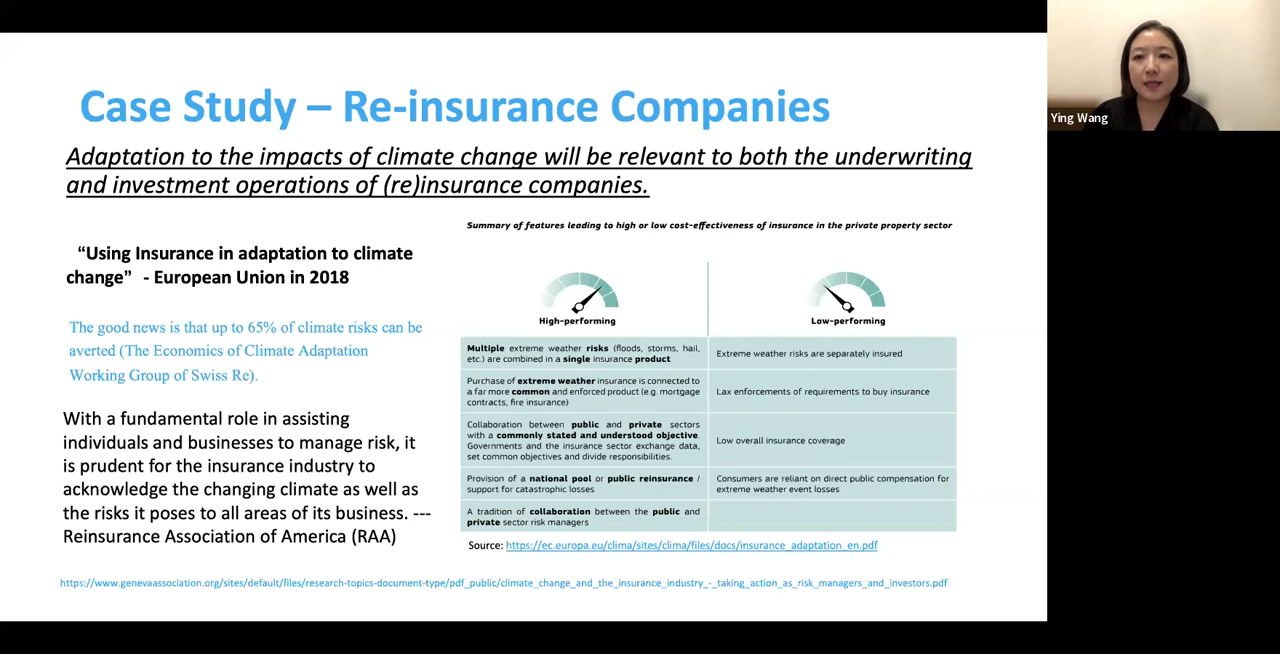 Case Study – Re-insurance Companies
Adaptation to the impacts of climate change will be relevant to both the underwriting
and investment operations of (re)insurance companies.
“Using Insurance in adaptation to climate
change” - European Union in 2018
The good news is that up to 65% of climate risks can be
averted (The Economics of Climate Adaptation
Working Group of Swiss Re).
With a fundamental role in assisting
individuals and businesses to manage risk, it
is prudent for the insurance industry to
acknowledge the changing climate as well as
the risks it poses to all areas of its business. ---
Reinsurance Association of America (RAA)
Summary of features leading to high or low cost-effectiveness of insurance in the private property sector
High-performing
Low-performing
Multiple extreme weather risks (floods, storms, hail,
etc.) are combined in a single insurance product
Extreme weather risks are separately insured
Purchase of extreme weather insurance is connected to
a far more common and enforced product (e.g. mortgage
contracts, fire insurance)
Lax enforcements of requirements to buy insurance
Collaboration between public and private sectors
with a commonly stated and understood objective.
Governments and the insurance sector exchange data,
set common objectives and divide responsibilities.
Low overall insurance coverage
Provision of a national pool or public reinsurance /
support for catastrophic losses
Consumers are reliant on direct public compensation for
extreme weather event losses
A tradition of collaboration between the public and
private sector risk managers
Source: https://ec.europa.eu/clima/sites/clima/files/docs/insurance_adaptation_en.pdf
https://www.genevaassociation.org/sites/default/files/research-topics-document-type/pdf_public/climate_change_and_the_insurance_industry_-_taking_action_as_risk_managers_and_investors.pdf
Ying Wang